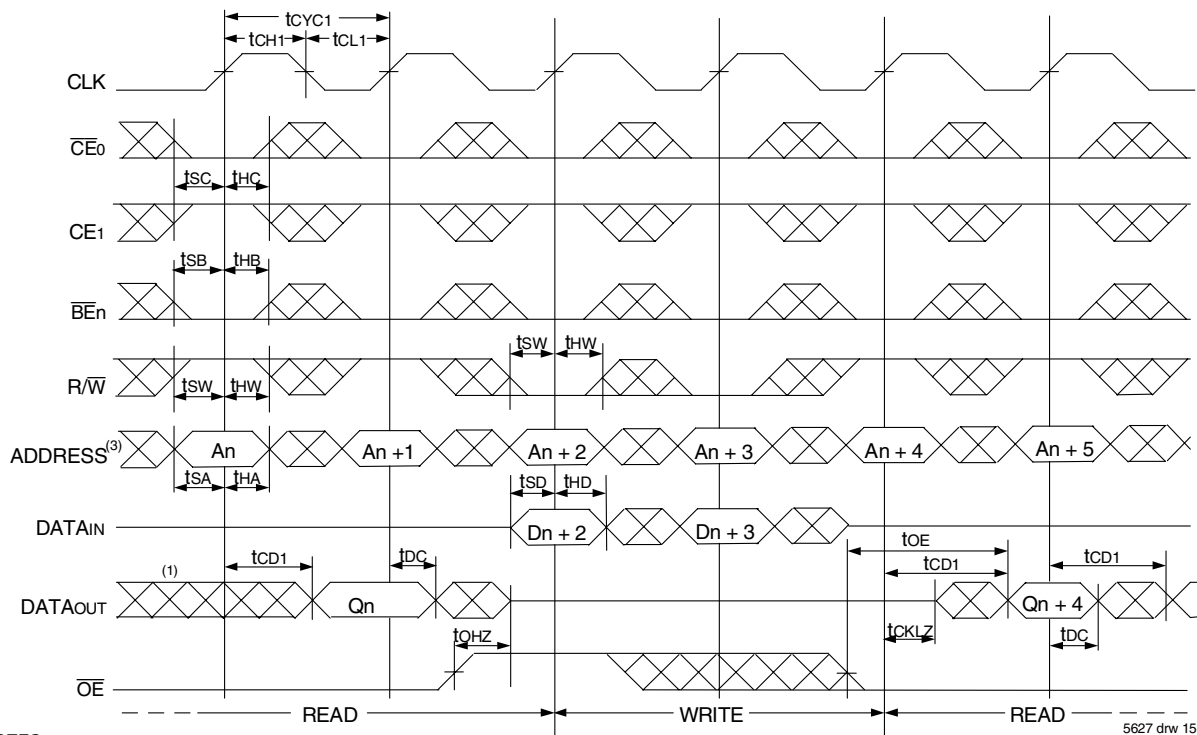 tCYC1
tCH1
tCL1
CLK
CE0
tSC
tHC
CE1
tSB
tHB
BEn
tSW
tHW
R/W
tSW
tHW
ADDRESS(3)
An
An +1
An + 2
An + 3
An + 4
An + 5
tSA
tHA
tSD
tHD
DATAIN
Dn + 2
Dn + 3
tOE
(1)
tCD1
tDC
tCD1
tCD1
DATAOUT
Qn
Qn + 4
tOHZ
tCKLZ
tDC
OE
READ
WRITE
READ
5627 drw 15